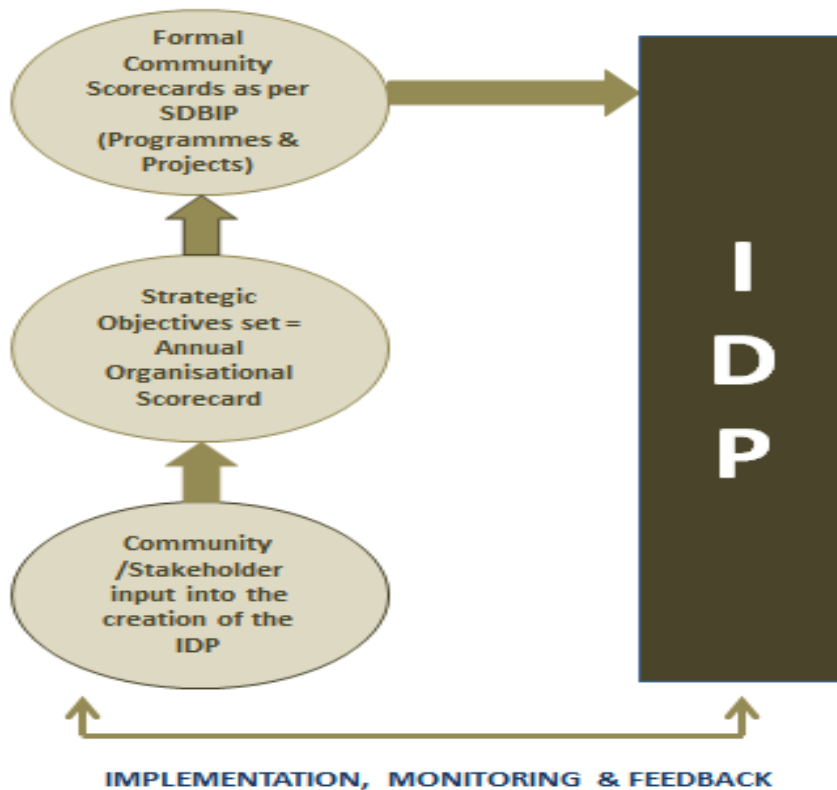 Formal
Community
Scorecards as per
SDBIP
(Programmes &
Projects)
Strategic
Objectives set =
Annual
Organisational
Scorecard
Community
/Stakeholder
input into the
creation of the
IDP
I
D
P
IMPLEMENTATION, MONITORING & FEEDBACK